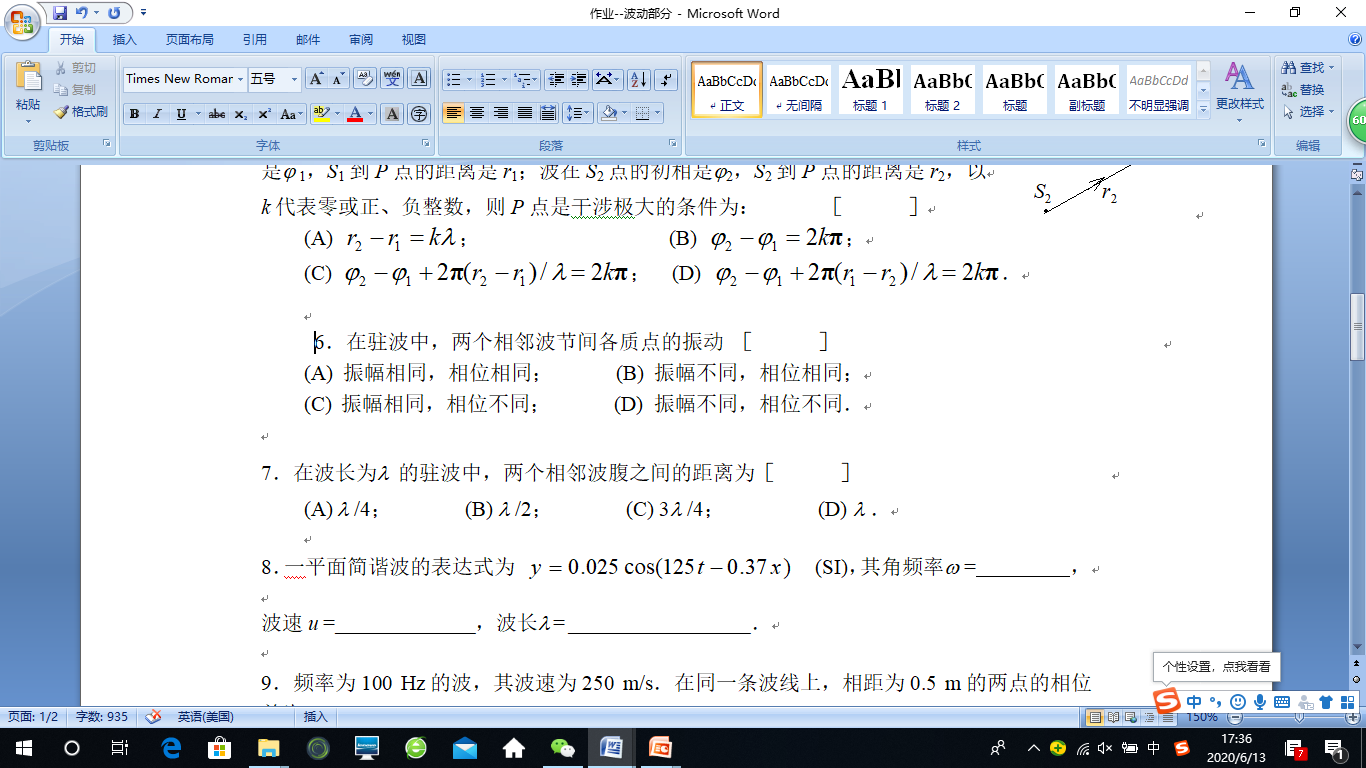 作业--波动部分 - Microsoft Word
开始 插入 页面布局 引用 邮件 审阅 视图
粘贴 剪切 复制 格式刷 Times New Romar 五号 B I U abc x₂ x² Aa A
AaBbCcDc AaBbCcDc AaBl AaBbC AaBbC AaBbC AaBbCcDd
正文 无间隔 标题 1 标题 2 标题 副标题 不明显强调 更改样式 查找 替换 选择
剪贴板 字体 段落 样式 编辑
60
是φ1，S1 到 P 点的距离是 r1；波在 S2 点的初相是φ2，S2 到 P 点的距离是 r2，以
S2 r2
k 代表零或正、负整数，则 P 点是干涉极大的条件为： ［ ］
(A) r2 − r1 = kλ； (B) φ2 − φ1 = 2kπ；
(C) φ2 − φ1 + 2π(r2 − r1) / λ = 2kπ； (D) φ2 − φ1 + 2π(r1 − r2) / λ = 2kπ．
6．在驻波中，两个相邻波节间各质点的振动 ［ ］
(A) 振幅相同，相位相同； (B) 振幅不同，相位相同；
(C) 振幅相同，相位不同； (D) 振幅不同，相位不同．
7．在波长为λ 的驻波中，两个相邻波腹之间的距离为［ ］
(A) λ /4； (B) λ /2； (C) 3λ /4； (D) λ．
8．一平面简谐波的表达式为 y = 0.025 cos(125t − 0.37x) (SI)，其角频率ω =_________，
波速 u =_____________，波长λ = _________________．
9．频率为 100 Hz 的波，其波速为 250 m/s．在同一条波线上，相距为 0.5 m 的两点的相位
个性设置，点我看看
中
页面: 1/2 字数: 935 英语(美国) 插入 150%
中 17:36
2020/6/13 7 1